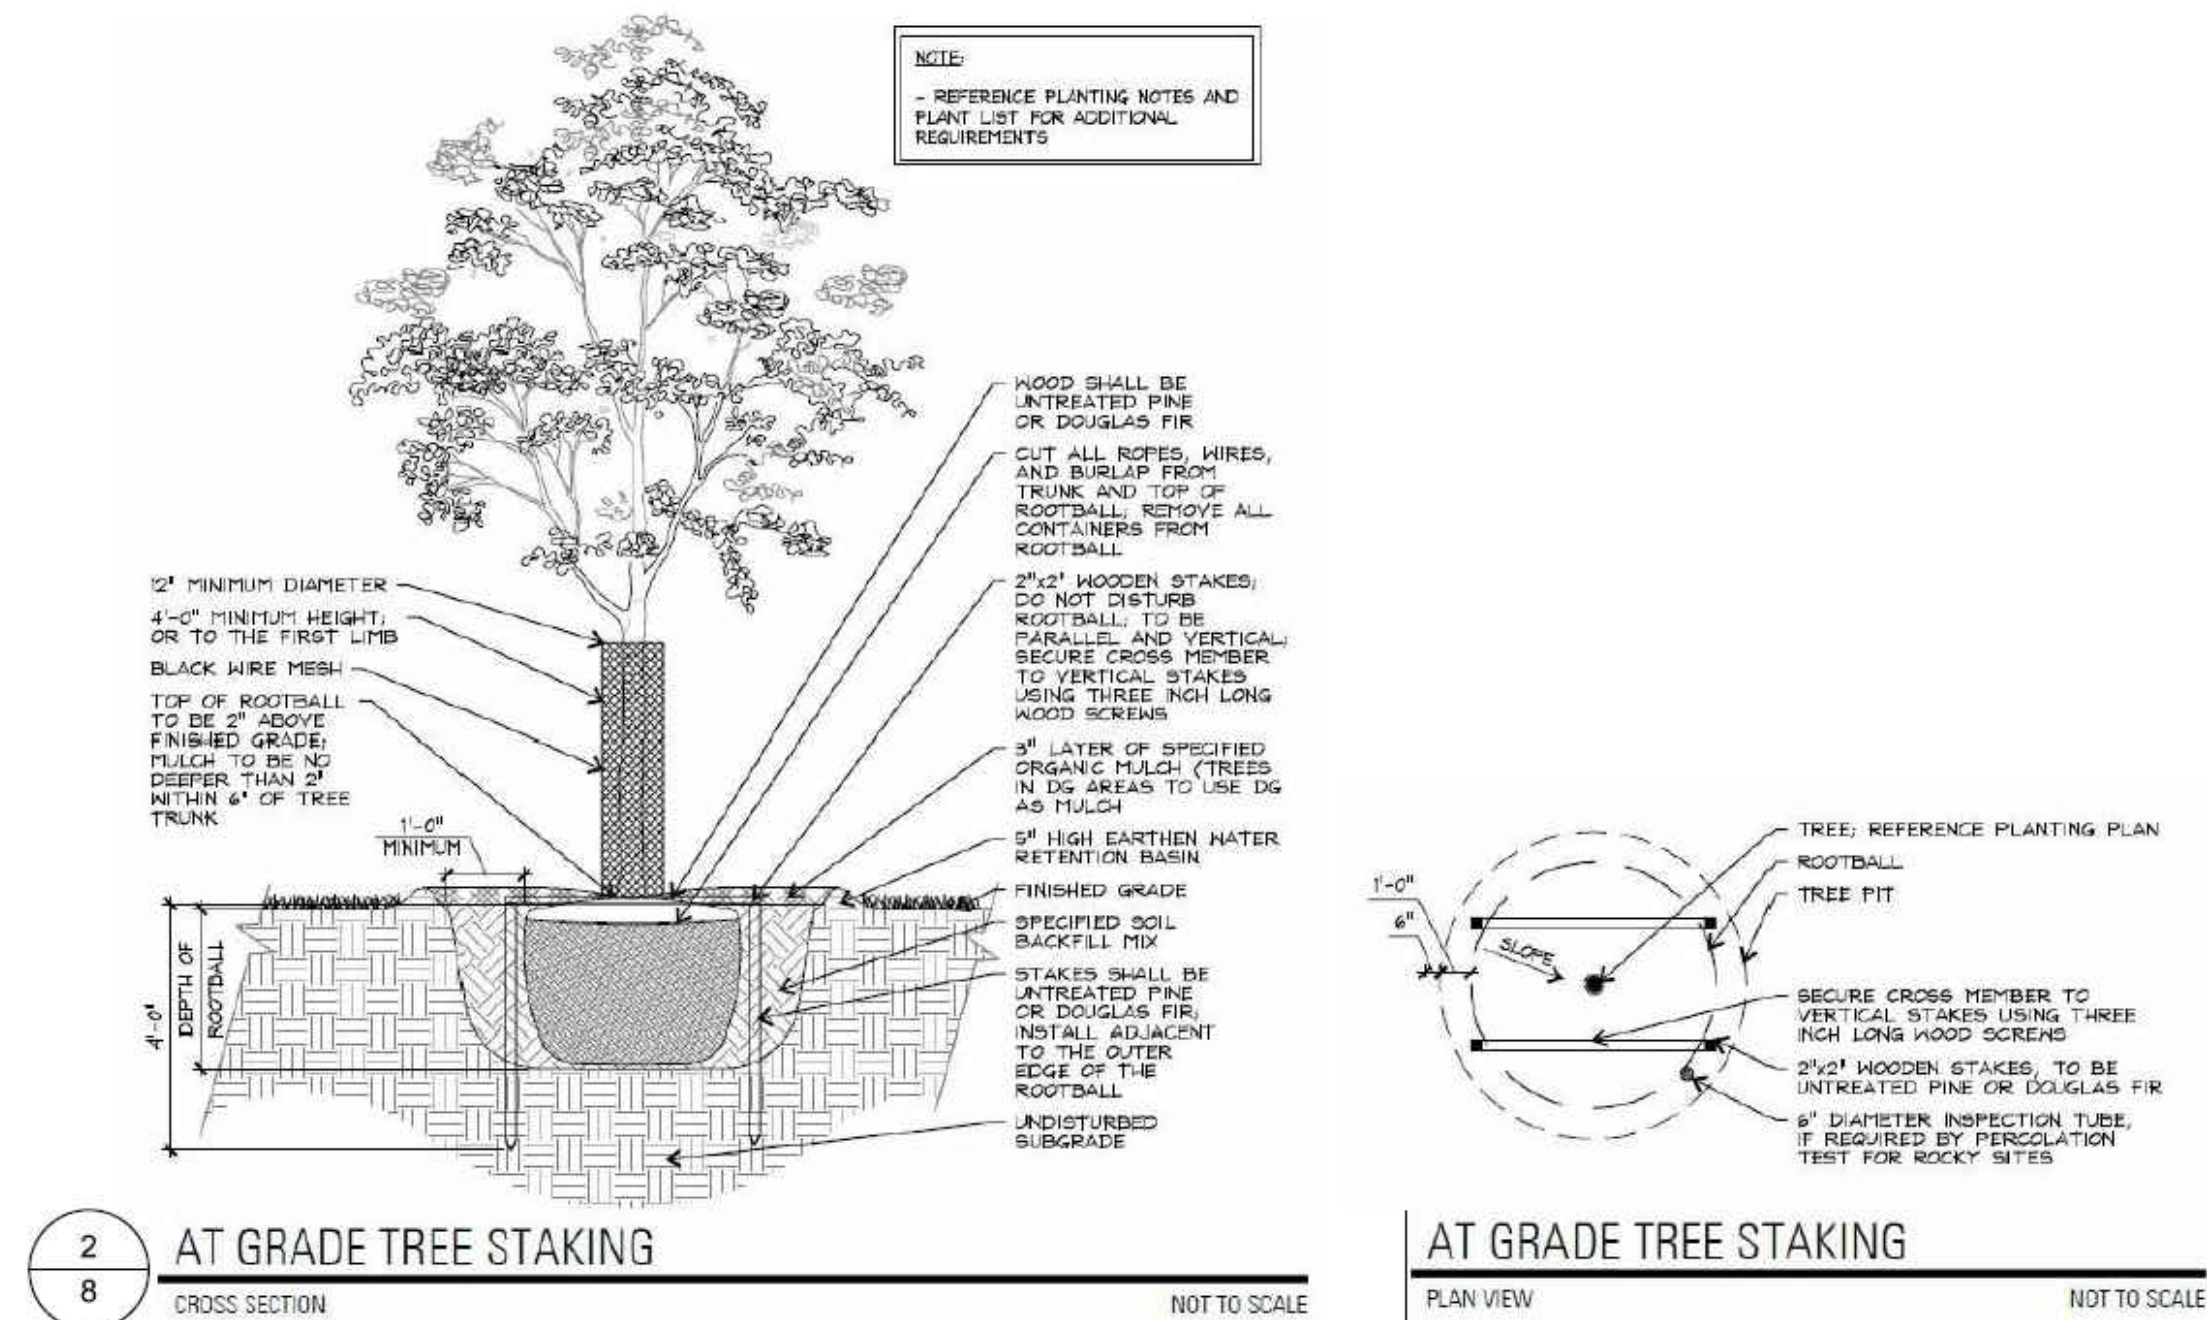 NOTE:
- REFERENCE PLANTING NOTES AND
PLANT LIST FOR ADDITIONAL
REQUIREMENTS
WOOD SHALL BE
UNTREATED PINE
OR DOUGLAS FIR
CUT ALL ROPES, WIRES,
AND BURLAP FROM
TRUNK AND TOP OF
ROOTBALL; REMOVE ALL
CONTAINERS FROM
ROOTBALL
2"x2" WOODEN STAKES;
DO NOT DISTURB
ROOTBALL; TO BE
PARALLEL AND VERTICAL;
SECURE CROSS MEMBER
TO VERTICAL STAKES
USING THREE INCH LONG
WOOD SCREWS
3" LAYER OF SPECIFIED
ORGANIC MULCH (TREES
IN DG AREAS TO USE DG
AS MULCH
5" HIGH EARTHEN WATER
RETENTION BASIN
FINISHED GRADE
SPECIFIED SOIL
BACKFILL MIX
STAKES SHALL BE
UNTREATED PINE
OR DOUGLAS FIR;
INSTALL ADJACENT
TO THE OUTER
EDGE OF THE
ROOTBALL
UNDISTURBED
SUBGRADE
12" MINIMUM DIAMETER
4'-0" MINIMUM HEIGHT;
OR TO THE FIRST LIMB
BLACK WIRE MESH
TOP OF ROOTBALL
TO BE 2" ABOVE
FINISHED GRADE;
MULCH TO BE NO
DEEPER THAN 2"
WITHIN 6" OF TREE
TRUNK
1'-0"
MINIMUM
4'-0"
DEPTH OF
ROOTBALL
2
8
AT GRADE TREE STAKING
CROSS SECTION
NOT TO SCALE
TREE; REFERENCE PLANTING PLAN
ROOTBALL
TREE PIT
1'-0"
6"
SLOPE
SECURE CROSS MEMBER TO
VERTICAL STAKES USING THREE
INCH LONG WOOD SCREWS
2"x2" WOODEN STAKES, TO BE
UNTREATED PINE OR DOUGLAS FIR
6" DIAMETER INSPECTION TUBE,
IF REQUIRED BY PERCOLATION
TEST FOR ROCKY SITES
AT GRADE TREE STAKING
PLAN VIEW
NOT TO SCALE